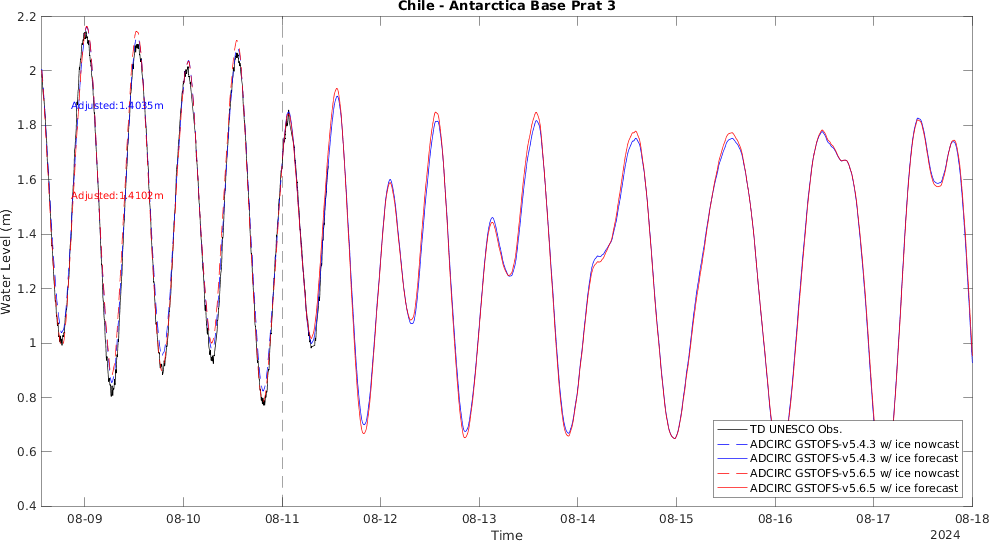 Chile - Antarctica Base Prat 3
2.2
2
1.8
1.6
1.4
1.2
1
0.8
0.6
0.4
Water Level (m)
Adjusted:1.4035m
Adjusted:1.4102m
TD UNESCO Obs.
ADCIRC GSTOFS-v5.4.3 w/ ice nowcast
ADCIRC GSTOFS-v5.4.3 w/ ice forecast
ADCIRC GSTOFS-v5.6.5 w/ ice nowcast
ADCIRC GSTOFS-v5.6.5 w/ ice forecast
08-09 08-10 08-11 08-12 08-13 08-14 08-15 08-16 08-17 08-18
Time
2024